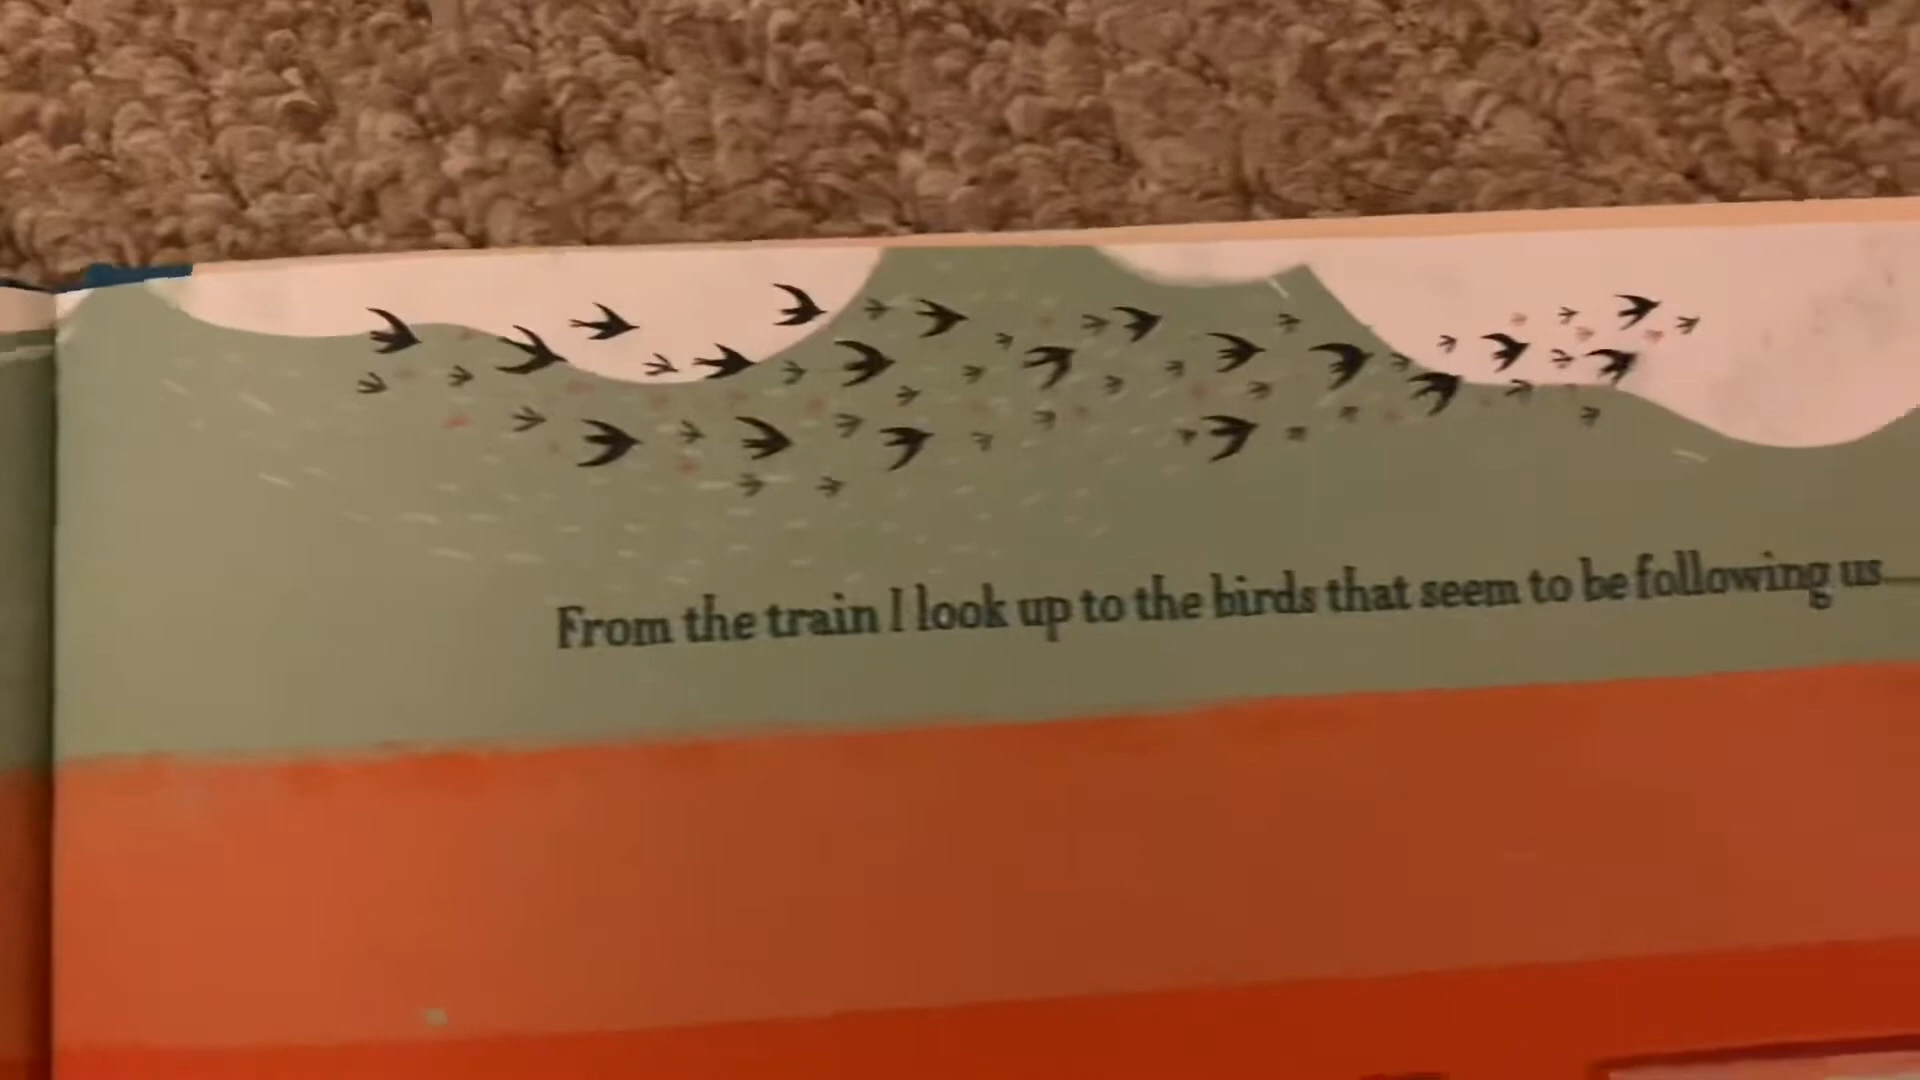 From the train I look up to the birds that seem to be following us